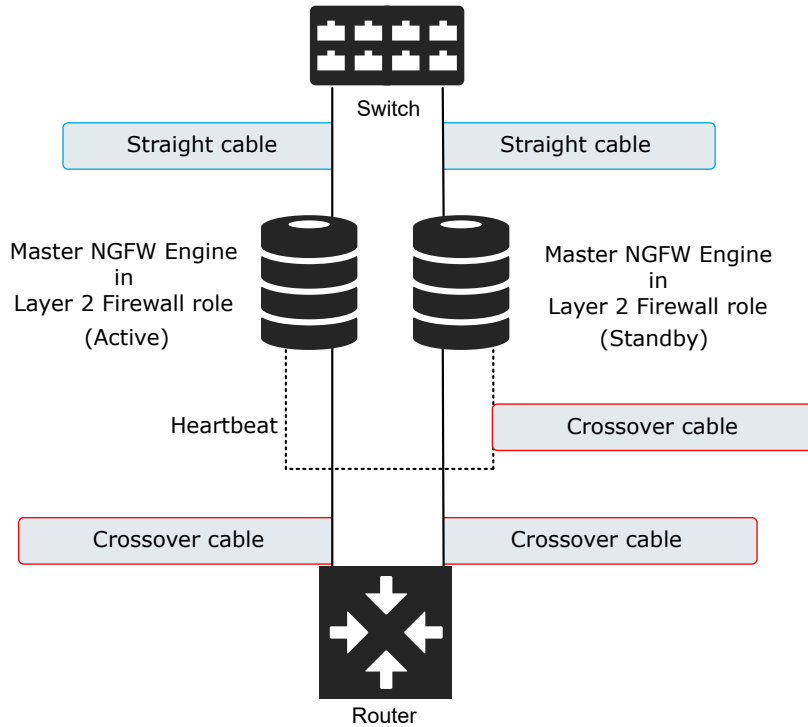 Switch
Straight cable
Straight cable
Master NGFW Engine
in
Layer 2 Firewall role
(Active)
Master NGFW Engine
in
Layer 2 Firewall role
(Standby)
Heartbeat
Crossover cable
Crossover cable
Crossover cable
Router